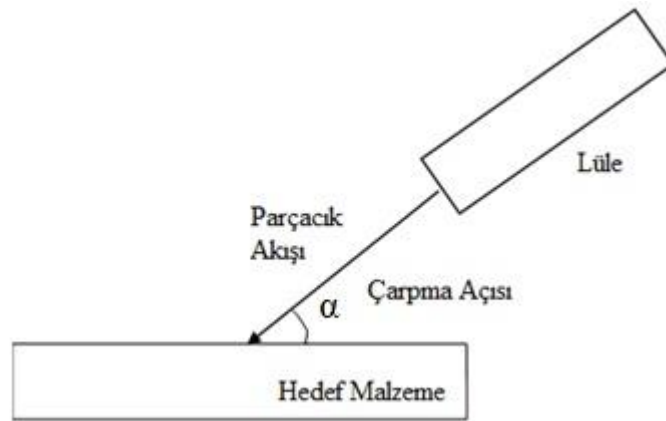 Lüle
Parçacık
Akışı
Çarpma Açısı
α
Hedef Malzeme